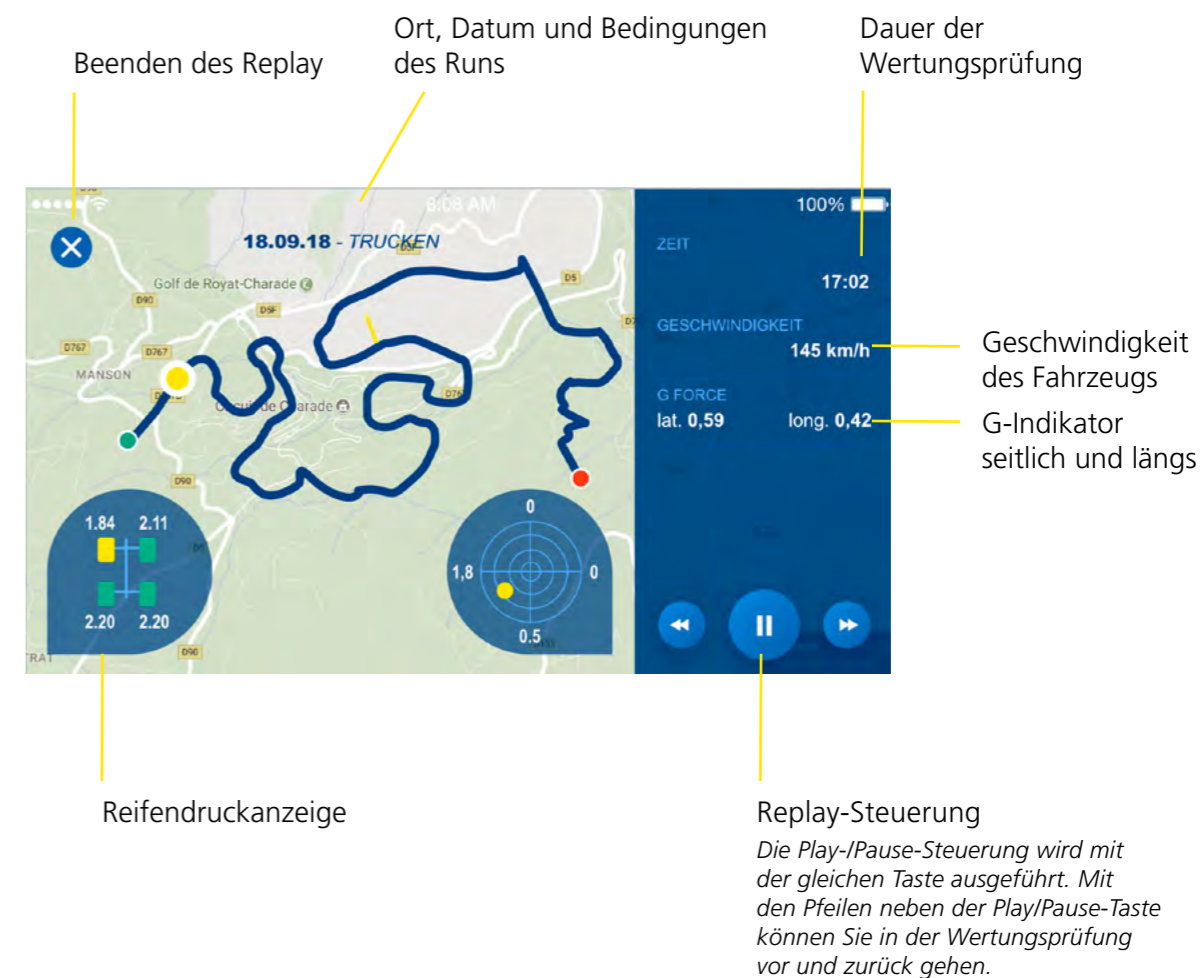 Ort, Datum und Bedingungen
des Runs
Dauer der
Wertungsprüfung
Beenden des Replay
8:08 AM
100%
18.09.18 - TRUCKEN
D5F
ZEIT
17:02
Golf de Royat-Charade
D5
D90
D5F
GESCHWINDIGKEIT
145 km/h
Geschwindigkeit
des Fahrzeugs
D767
D767
MANSON
G FORCE
lat. 0,59
long. 0,42
G-Indikator
seitlich und längs
de
D90
1.84
2.11
0
1,8
0
2.20
2.20
0.5
D90
TRAT
Reifendruckanzeige
Replay-Steuerung
Die Play-/Pause-Steuerung wird mit
der gleichen Taste ausgeführt. Mit
den Pfeilen neben der Play/Pause-Taste
können Sie in der Wertungsprüfung
vor und zurück gehen.